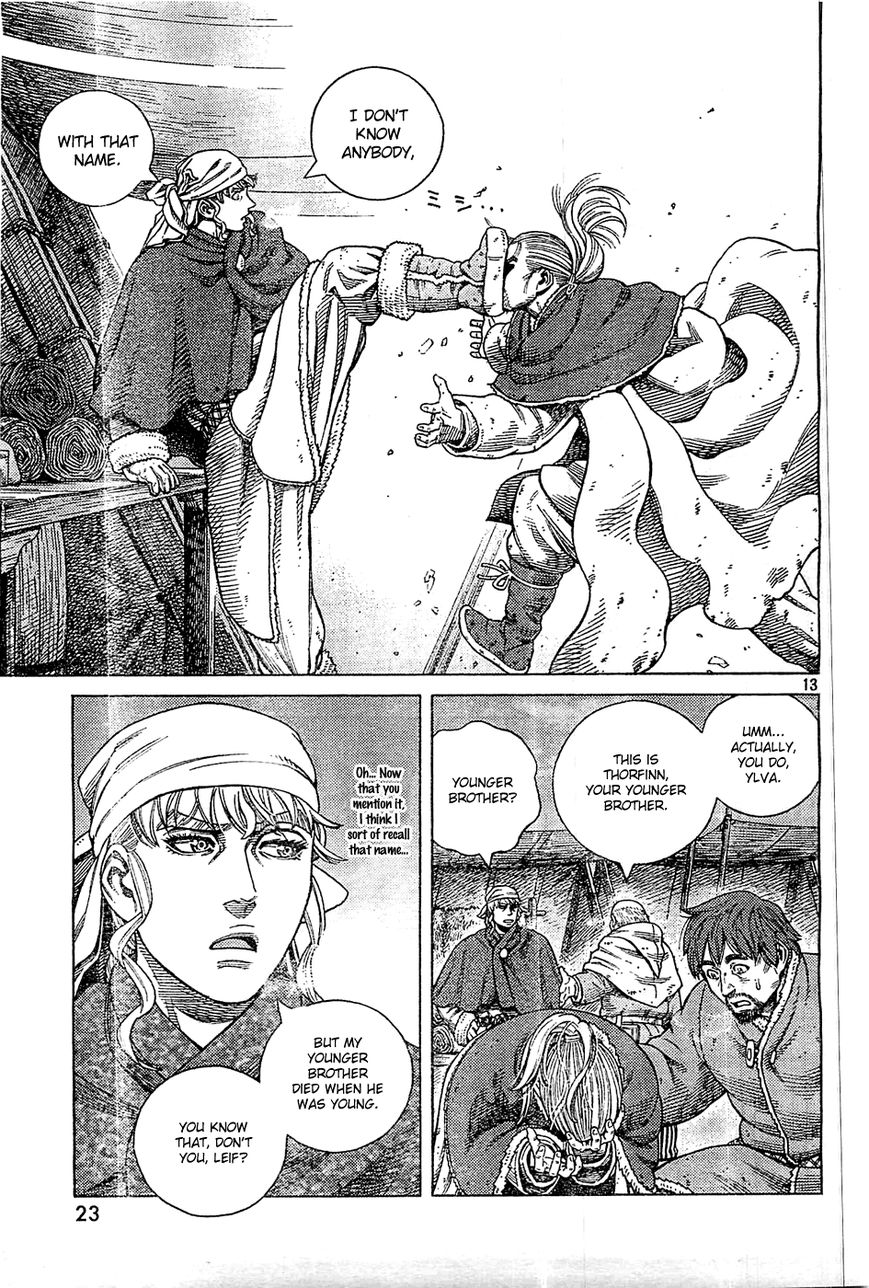 I DON'T
KNOW
ANYBODY,
WITH THAT
NAME.
ミシ...
13
UMM...
ACTUALLY,
YOU DO,
YLVA.
THIS IS
THORFINN,
YOUR YOUNGER
BROTHER.
YOUNGER
BROTHER?
Oh... Now
that you
mention it,
I think I
sort of recall
that name...
BUT MY
YOUNGER
BROTHER
DIED WHEN HE
WAS YOUNG.
YOU KNOW
THAT, DON'T
YOU, LEIF?
23